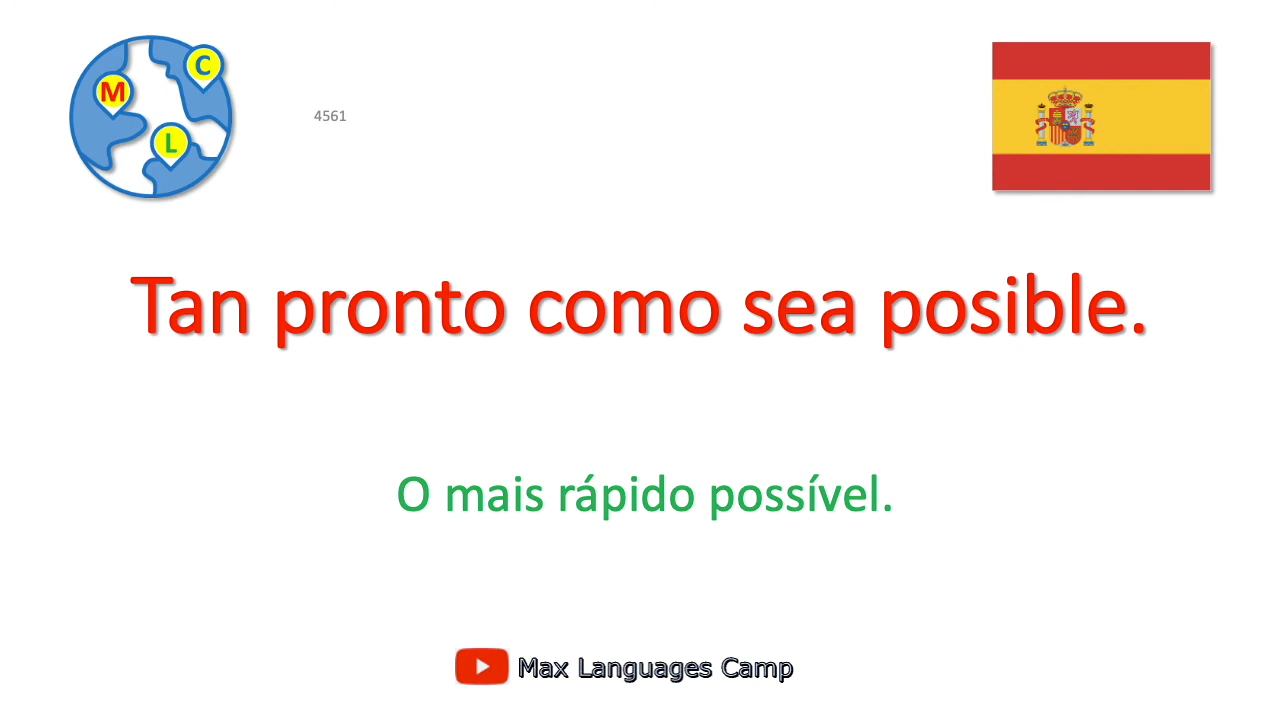 M
C
L
4561
Tan pronto como sea posible.
O mais rápido possível.
Max Languages Camp